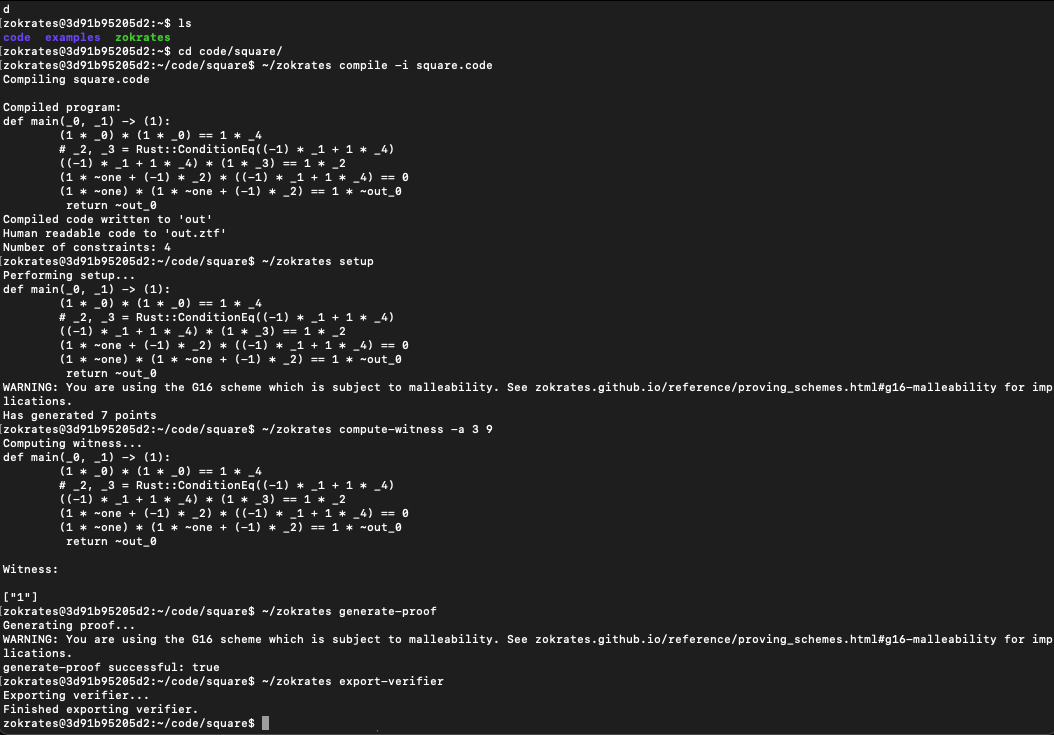 d
[zokrates@3d91b95205d2:~$ ls
code  examples  zokrates
[zokrates@3d91b95205d2:~$ cd code/square/
[zokrates@3d91b95205d2:~/code/square$ ~/zokrates compile -i square.code
Compiling square.code

Compiled program:
def main(_0, _1) -> (1):
        (1 * _0) * (1 * _0) == 1 * _4
        # _2, _3 = Rust::ConditionEq((-1) * _1 + 1 * _4)
        ((-1) * _1 + 1 * _4) * (1 * _3) == 1 * _2
        (1 * ~one + (-1) * _2) * ((-1) * _1 + 1 * _4) == 0
        (1 * ~one) * (1 * ~one + (-1) * _2) == 1 * ~out_0
         return ~out_0
Compiled code written to 'out'
Human readable code to 'out.ztf'
Number of constraints: 4
[zokrates@3d91b95205d2:~/code/square$ ~/zokrates setup
Performing setup...
def main(_0, _1) -> (1):
        (1 * _0) * (1 * _0) == 1 * _4
        # _2, _3 = Rust::ConditionEq((-1) * _1 + 1 * _4)
        ((-1) * _1 + 1 * _4) * (1 * _3) == 1 * _2
        (1 * ~one + (-1) * _2) * ((-1) * _1 + 1 * _4) == 0
        (1 * ~one) * (1 * ~one + (-1) * _2) == 1 * ~out_0
         return ~out_0
WARNING: You are using the G16 scheme which is subject to malleability. See zokrates.github.io/reference/proving_schemes.html#g16-malleability for imp
lications.
Has generated 7 points
[zokrates@3d91b95205d2:~/code/square$ ~/zokrates compute-witness -a 3 9
Computing witness...
def main(_0, _1) -> (1):
        (1 * _0) * (1 * _0) == 1 * _4
        # _2, _3 = Rust::ConditionEq((-1) * _1 + 1 * _4)
        ((-1) * _1 + 1 * _4) * (1 * _3) == 1 * _2
        (1 * ~one + (-1) * _2) * ((-1) * _1 + 1 * _4) == 0
        (1 * ~one) * (1 * ~one + (-1) * _2) == 1 * ~out_0
         return ~out_0

Witness:

["1"]
[zokrates@3d91b95205d2:~/code/square$ ~/zokrates generate-proof
Generating proof...
WARNING: You are using the G16 scheme which is subject to malleability. See zokrates.github.io/reference/proving_schemes.html#g16-malleability for imp
lications.
generate-proof successful: true
[zokrates@3d91b95205d2:~/code/square$ ~/zokrates export-verifier
Exporting verifier...
Finished exporting verifier.
zokrates@3d91b95205d2:~/code/square$